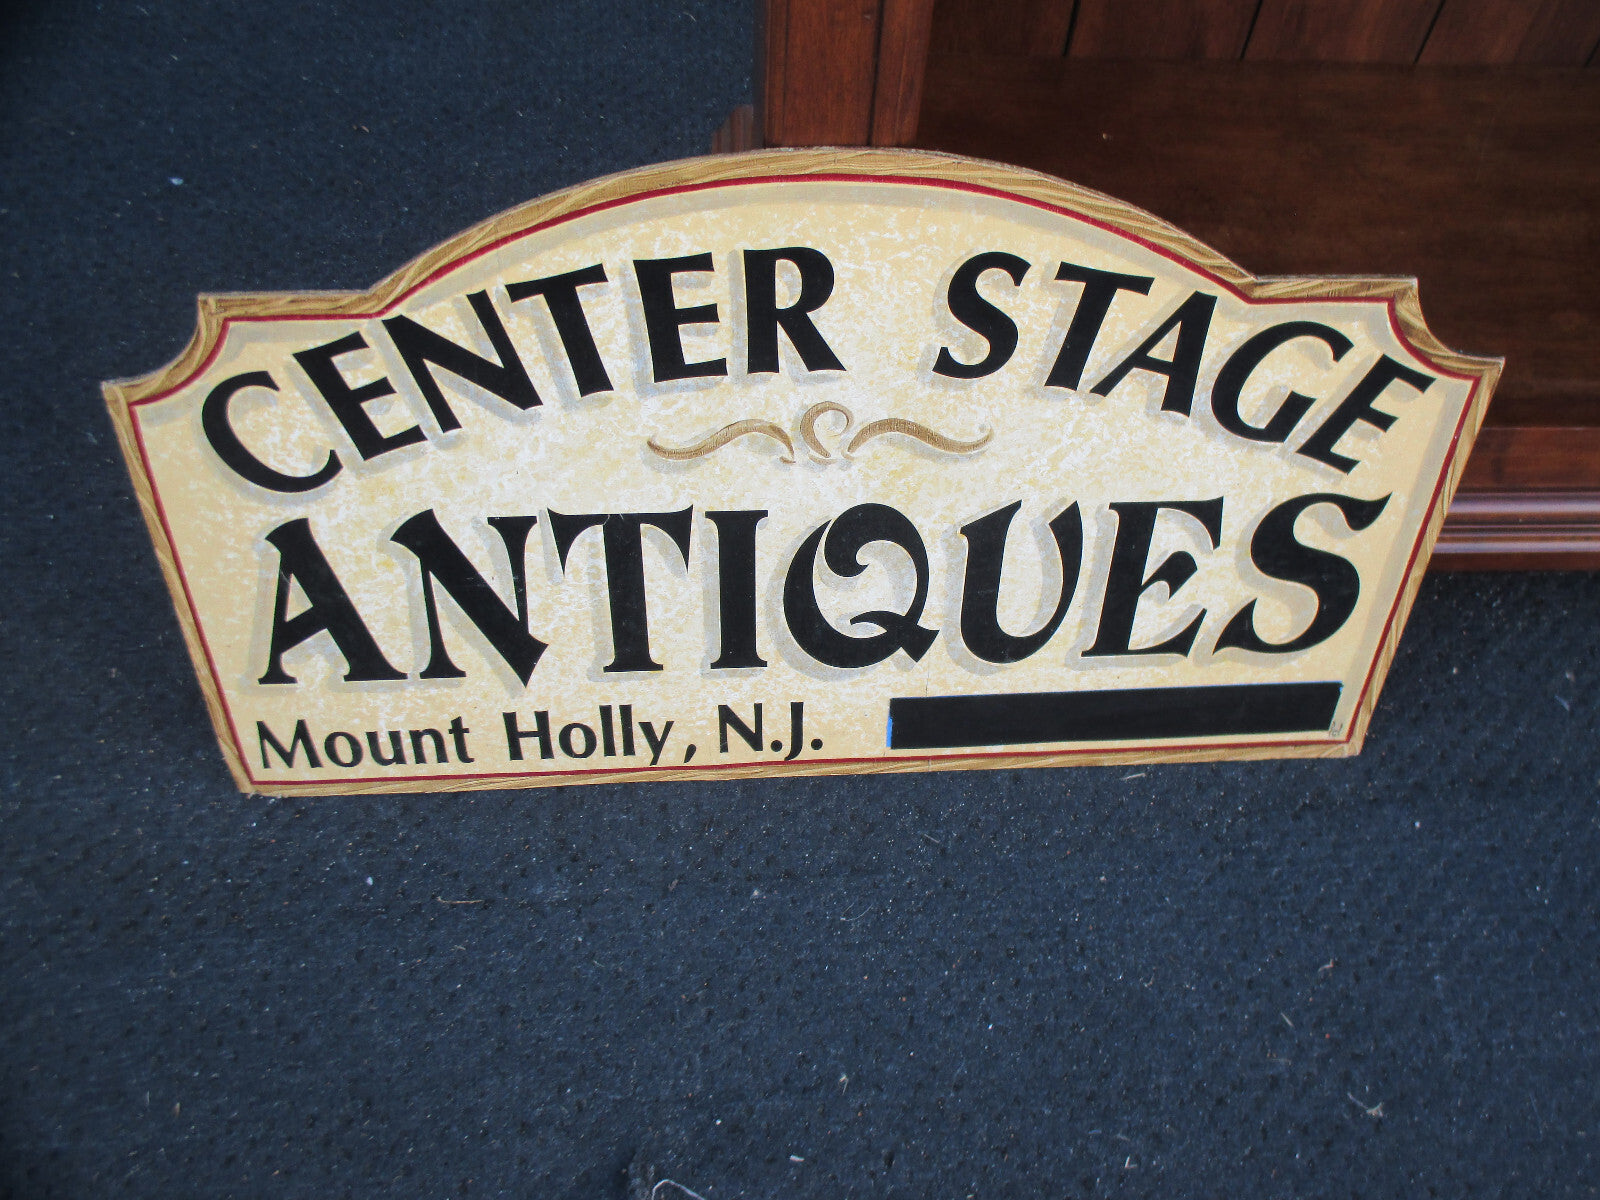 CENTER STAGE
ANTIQUES
Mount Holly, N.J.